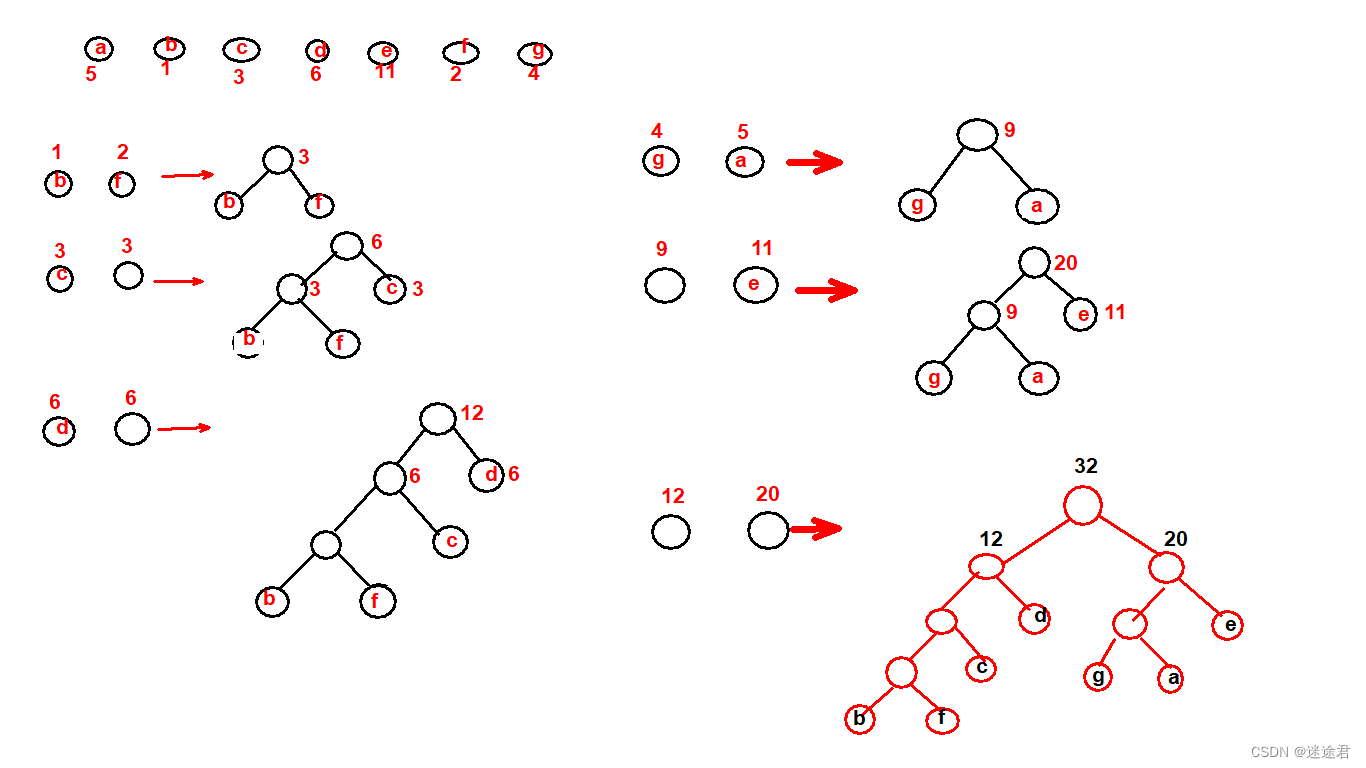 a b c d e f g
5 1 3 6 11 2 4
1 2
b f
3
b f
3 3
c
6
3 c 3
b f
6 6
d
12
6 d 6
c
b f
4 5
g a
9
g a
9 11
e
20
9 e 11
g a
12 20
32
12 20
d e
c g a
b f
CSDN @迷途君